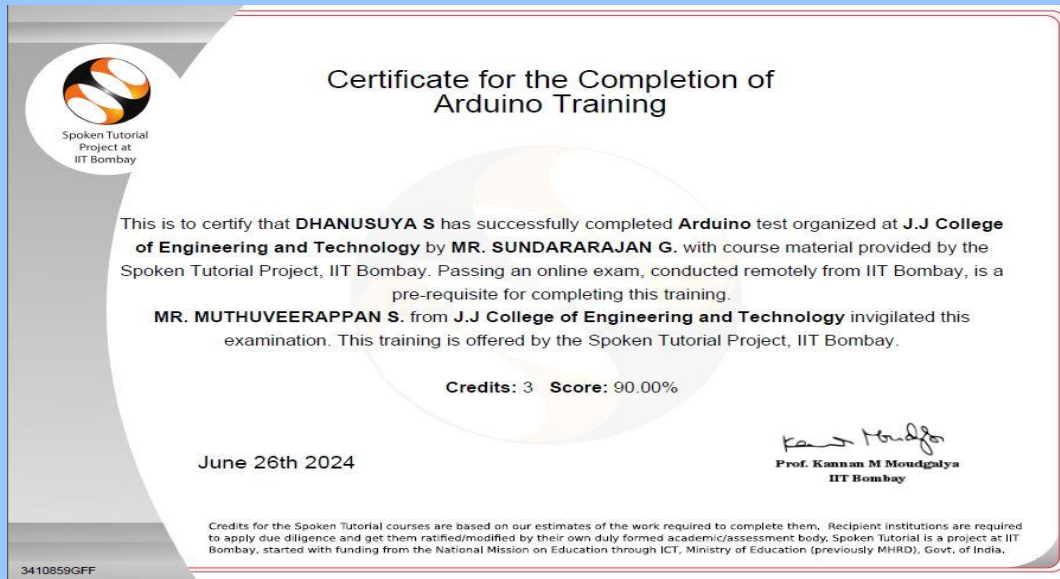 Spoken Tutorial
Project at
IIT Bombay
Certificate for the Completion of
Arduino Training
This is to certify that DHANUSUYA S has successfully completed Arduino test organized at J.J College
of Engineering and Technology by MR. SUNDARARAJAN G. with course material provided by the
Spoken Tutorial Project, IIT Bombay. Passing an online exam, conducted remotely from IIT Bombay, is a
pre-requisite for completing this training.
MR. MUTHUVEERAPPAN S. from J.J College of Engineering and Technology invigilated this
examination. This training is offered by the Spoken Tutorial Project, IIT Bombay.
Credits: 3 Score: 90.00%
June 26th 2024
Prof. Kannan M Moudgalya
IIT Bombay
Credits for the Spoken Tutorial courses are based on our estimates of the work required to complete them, Recipient institutions are required
to apply due diligence and get them ratified/modified by their own duly formed academic/assessment body. Spoken Tutorial is a project at IIT
Bombay, started with funding from the National Mission on Education through ICT, Ministry of Education (previously MHRD), Govt. of India.
3410859GFF